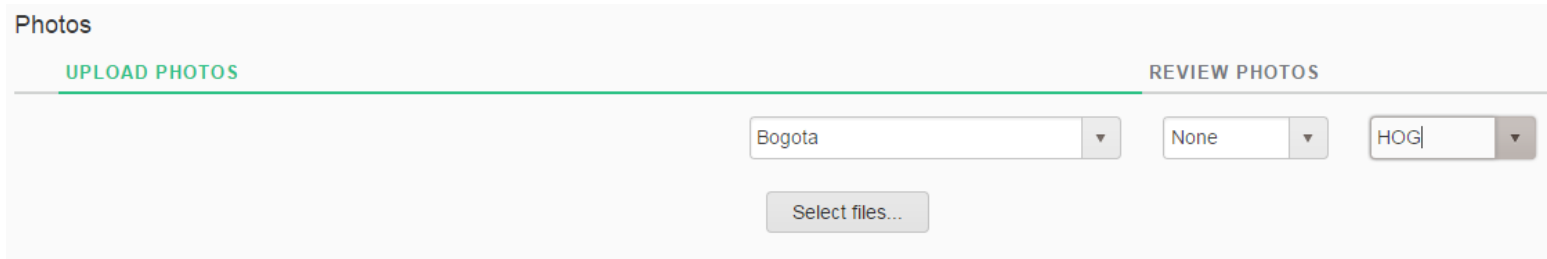 Photos
UPLOAD PHOTOS REVIEW PHOTOS
Bogota None HOG
Select files...